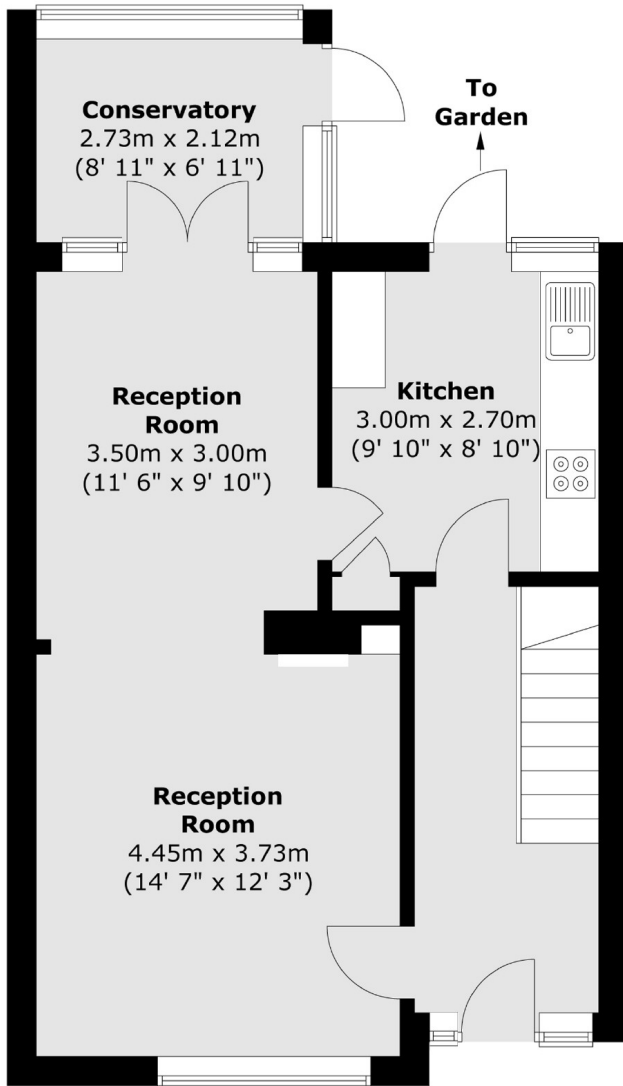 Conservatory
2.73m x 2.12m
(8' 11" x 6' 11")
To
Garden
Reception
Room
3.50m x 3.00m
(11' 6" x 9' 10")
Kitchen
3.00m x 2.70m
(9' 10" x 8' 10")
Reception
Room
4.45m x 3.73m
(14' 7" x 12' 3")